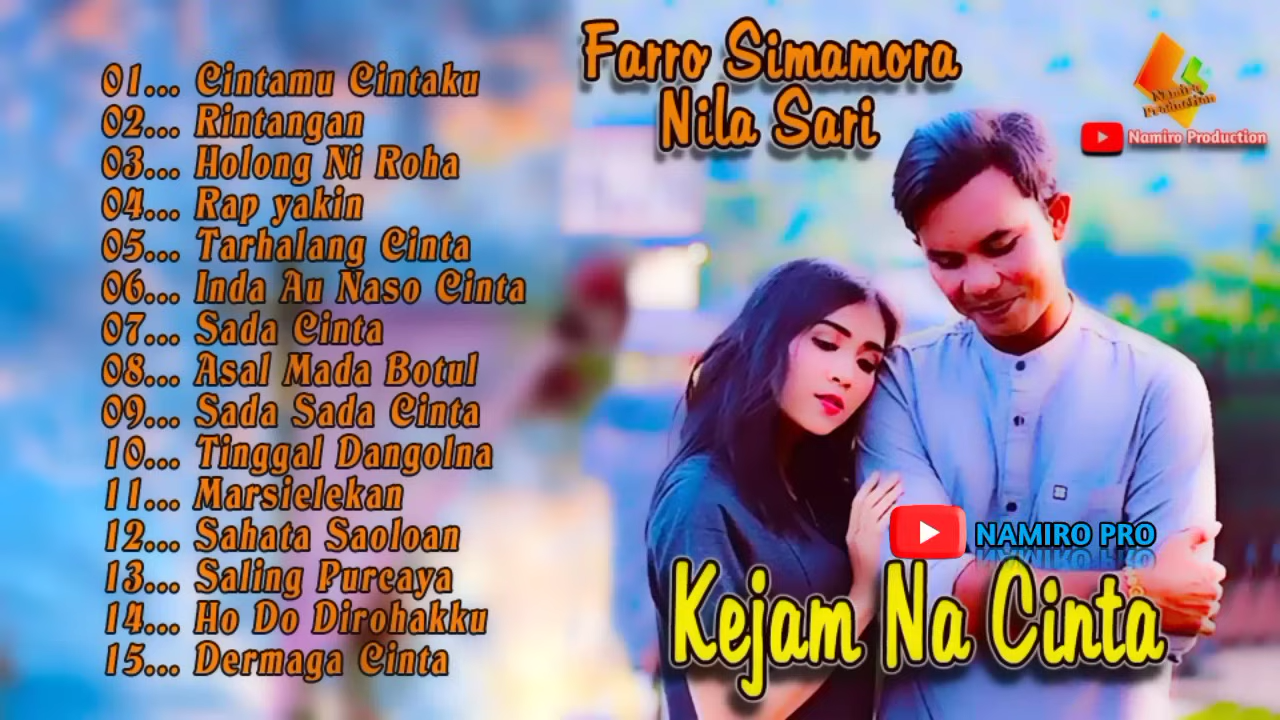 01... Cintamu Cintaku
02... Rintangan
03... Holong Ni Roha
04... Rap yakin
05... Tarhalang Cinta
06... Inda Au Naso Cinta
07... Sada Cinta
08... Asal Mada Botul
09... Sada Sada Cinta
10... Tinggal Dangolna
11... Marsielekan
12... Sahata Saoloan
13... Saling Purcaya
14... Ho Do Dirohakku
15... Dermaga Cinta
Farro Simamora
Nila Sari
Namiro
Production
Namiro Production
NAMIRO PRO
Kejam Na Cinta